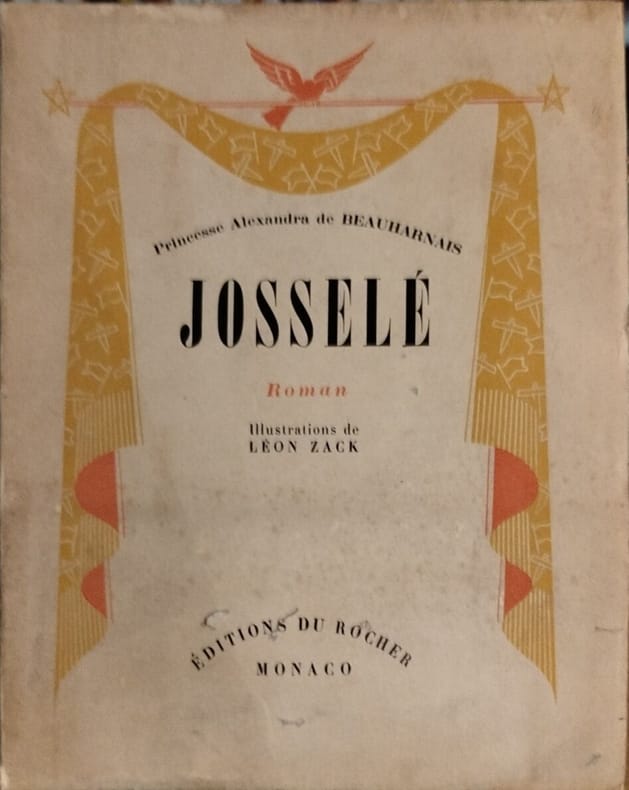 Princesse Alexandra de BEAUHARNAIS
JOSSELÉ
Roman
Illustrations de
LÉON ZACK
ÉDITIONS DU ROCHER
MONACO